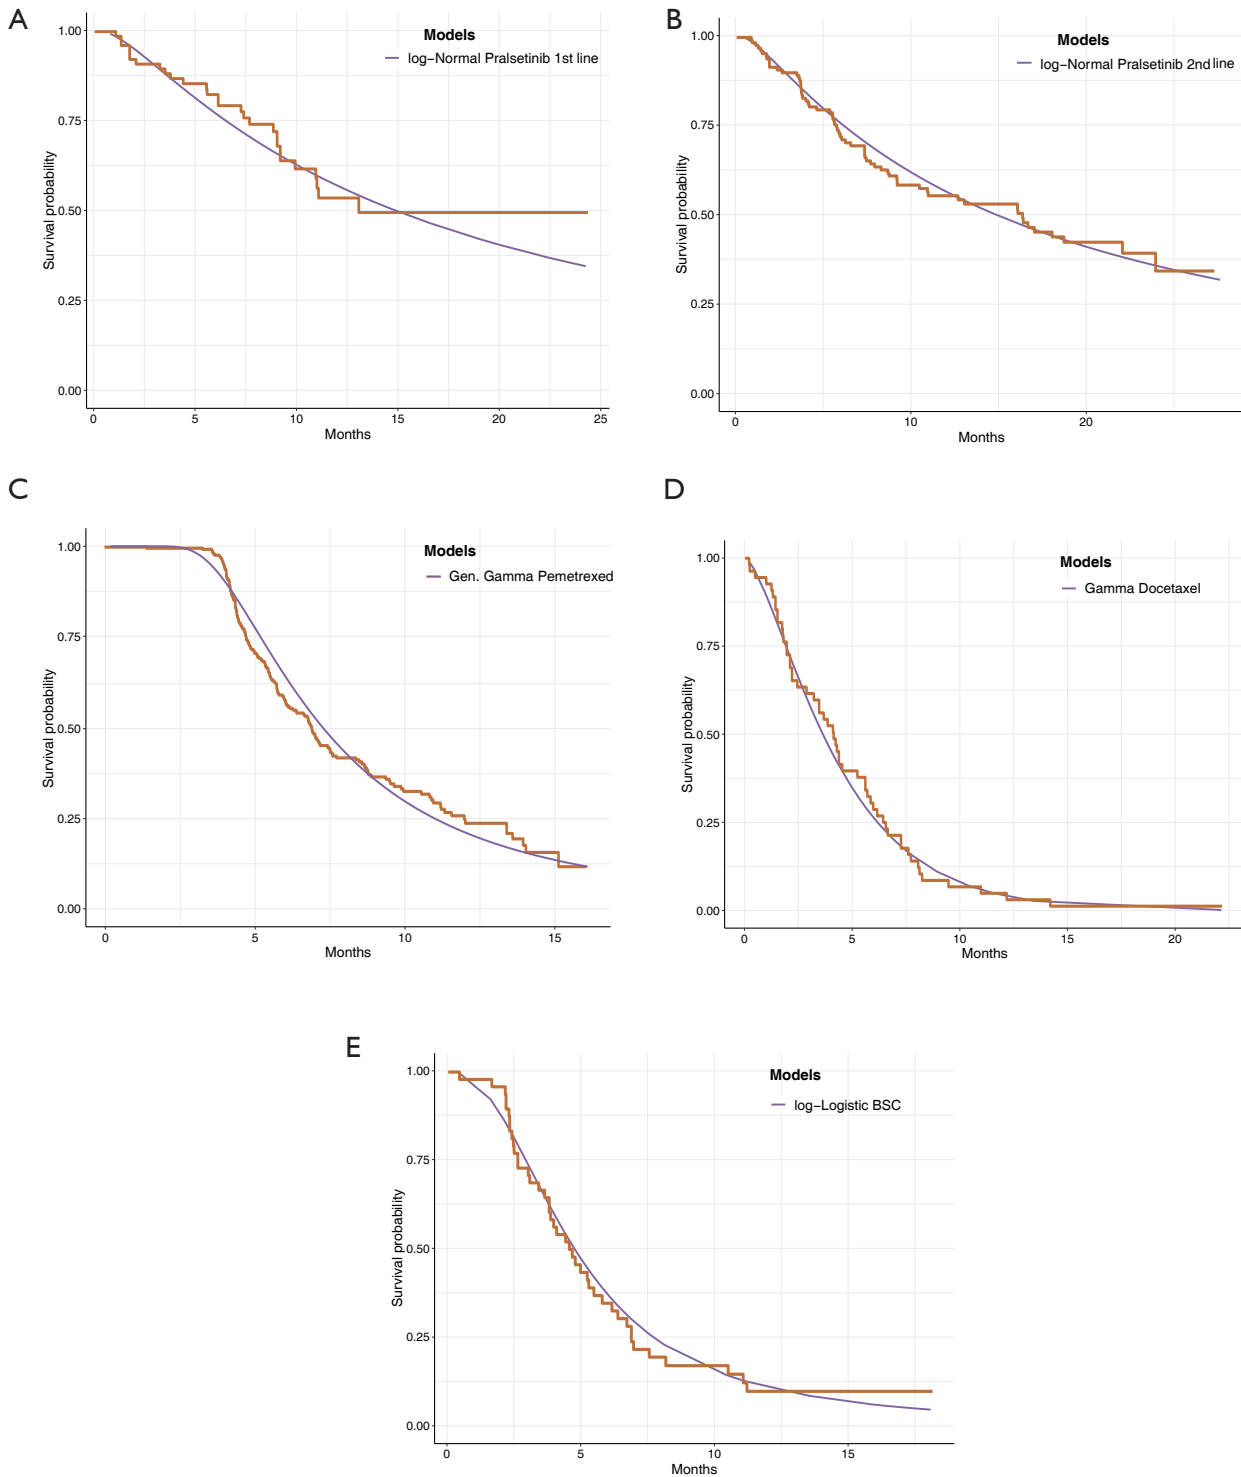 A
Models
log-Normal Pralsetinib 1st line
Survival probability
1.00
0.75
0.50
0.25
0.00
0 5 10 15 20 25
Months
B
Models
log-Normal Pralsetinib 2nd line
Survival probability
1.00
0.75
0.50
0.25
0.00
0 10 20
Months
C
Models
Gen. Gamma Pemetrexed
Survival probability
1.00
0.75
0.50
0.25
0.00
0 5 10 15
Months
D
Models
Gamma Docetaxel
Survival probability
1.00
0.75
0.50
0.25
0.00
0 5 10 15 20
Months
E
Models
log-Logistic BSC
Survival probability
1.00
0.75
0.50
0.25
0.00
0 5 10 15
Months